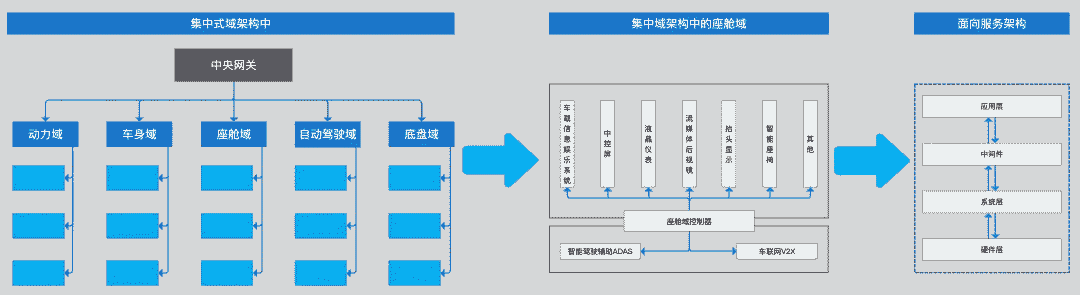 集中式域架构中
集中域架构中的座舱域
面向服务架构
中央网关
动力域
车身域
座舱域
自动驾驶域
底盘域
车载信息娱乐系统
中控屏
液晶仪表
流媒体后视镜
抬头显示
智能座椅
其他
座舱域控制器
智能驾驶辅助ADAS
车联网V2X
应用层
中间件
系统层
硬件层